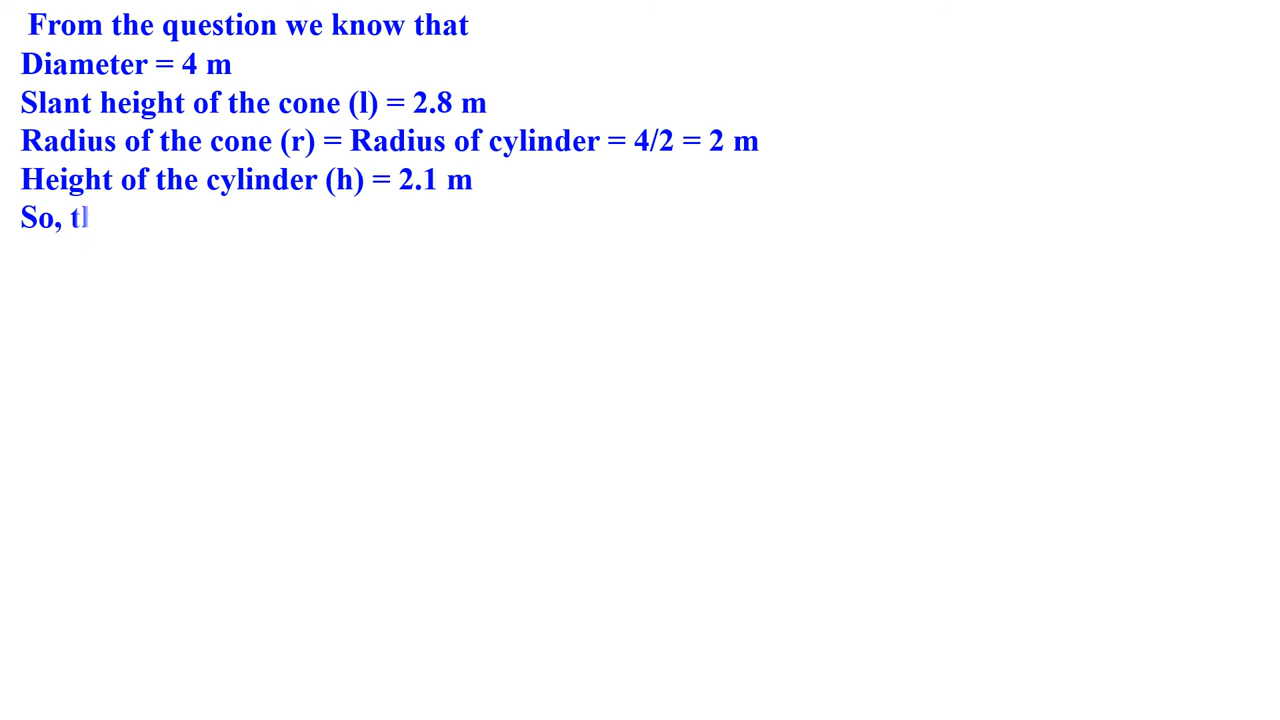 From the question we know that
Diameter = 4 m
Slant height of the cone (l) = 2.8 m
Radius of the cone (r) = Radius of cylinder = 4/2 = 2 m
Height of the cylinder (h) = 2.1 m
So,